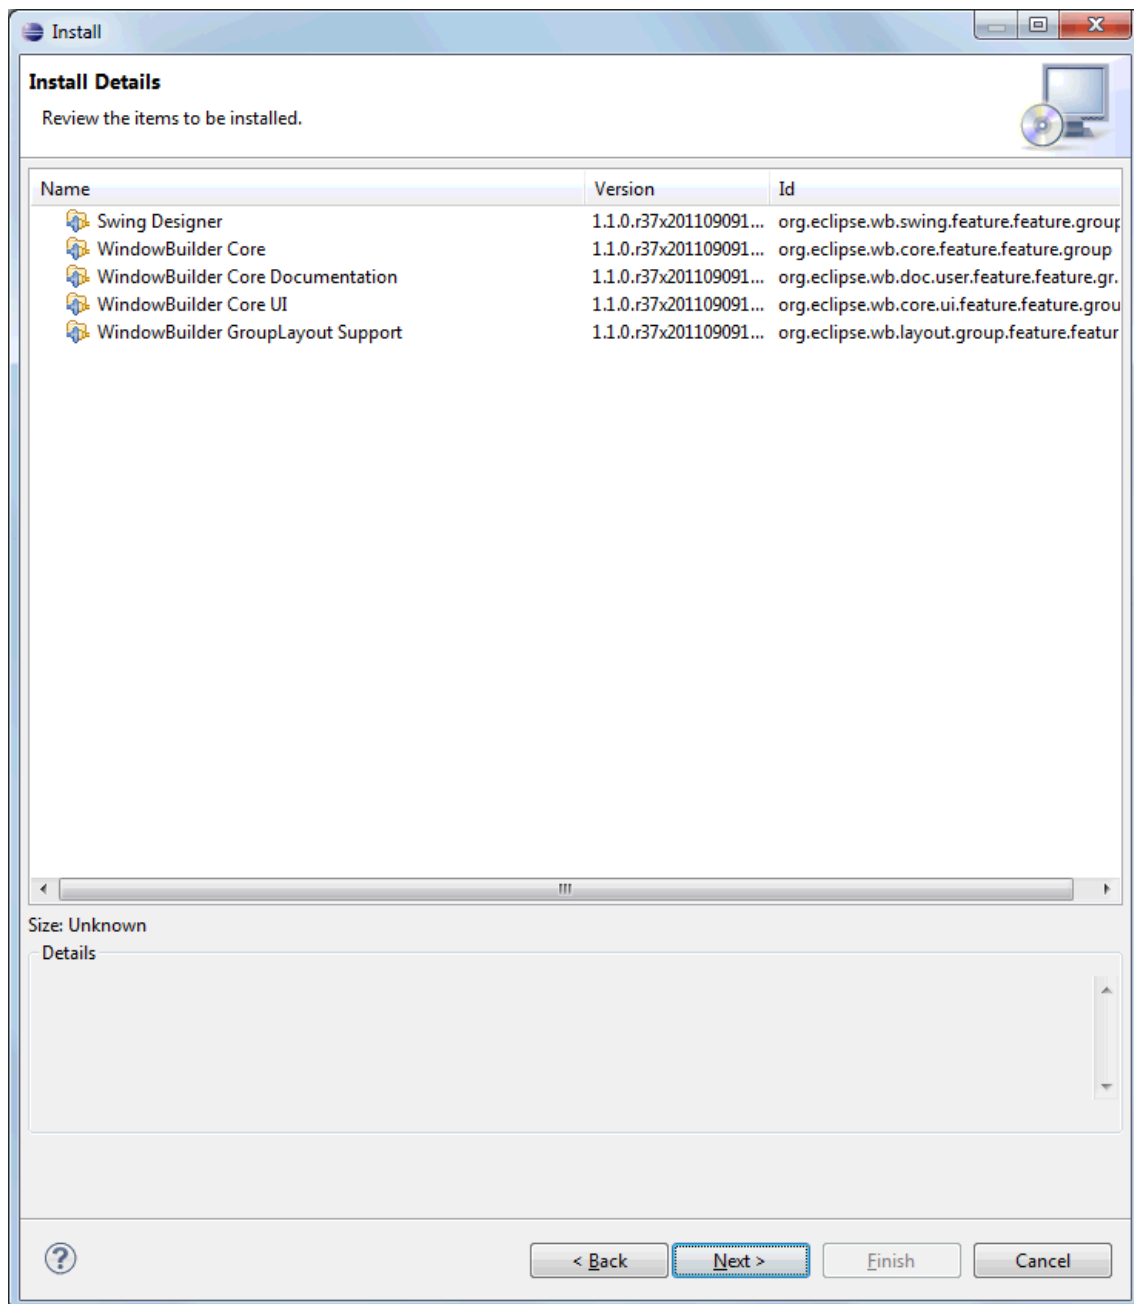 Install
Install Details
Review the items to be installed.
Name Version Id
Swing Designer 1.1.0.r37x201109091... org.eclipse.wb.swing.feature.feature.group
WindowBuilder Core 1.1.0.r37x201109091... org.eclipse.wb.core.feature.feature.group
WindowBuilder Core Documentation 1.1.0.r37x201109091... org.eclipse.wb.doc.user.feature.feature.gr.
WindowBuilder Core UI 1.1.0.r37x201109091... org.eclipse.wb.core.ui.feature.feature.grou
WindowBuilder GroupLayout Support 1.1.0.r37x201109091... org.eclipse.wb.layout.group.feature.featur
Size: Unknown
Details
? < Back Next > Finish Cancel